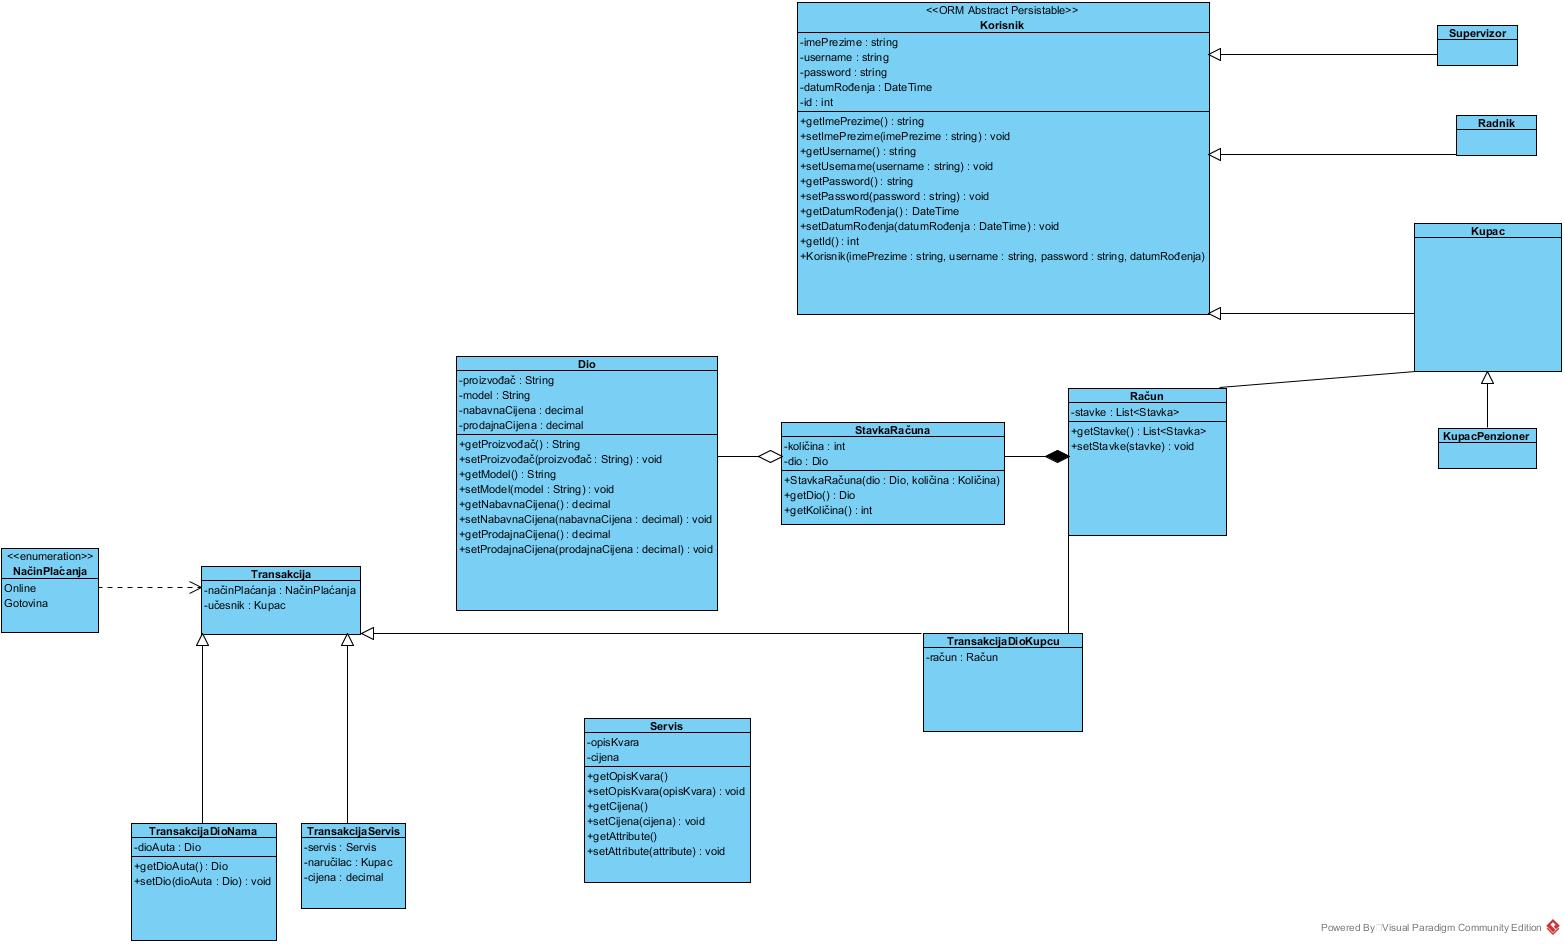 <<ORM Abstract Persistable>>
Korisnik
-imePrezime : string
-username : string
-password : string
-datumRođenja : DateTime
-id : int
+getImePrezime() : string
+setImePrezime(imePrezime : string) : void
+getUsername() : string
+setUsername(username : string) : void
+getPassword() : string
+setPassword(password : string) : void
+getDatumRođenja() : DateTime
+setDatumRođenja(datumRođenja : DateTime) : void
+getId() : int
+Korisnik(imePrezime : string, username : string, password : string, datumRođenja)
Supervizor
Radnik
Kupac
KupacPenzioner
Dio
-proizvođač : String
-model : String
-nabavnaCijena : decimal
-prodajnaCijena : decimal
+getProizvođač() : String
+setProizvođač(proizvođač : String) : void
+getModel() : String
+setModel(model : String) : void
+getNabavnaCijena() : decimal
+setNabavnaCijena(nabavnaCijena : decimal) : void
+getProdajnaCijena() : decimal
+setProdajnaCijena(prodajnaCijena : decimal) : void
StavkaRačuna
-količina : int
-dio : Dio
+StavkaRačuna(dio : Dio, količina : Količina)
+getDio() : Dio
+getKoličina() : int
Račun
-stavke : List<Stavka>
+getStavke() : List<Stavka>
+setStavke(stavke) : void
<<enumeration>>
NačinPlaćanja
Online
Gotovina
Transakcija
-načinPlaćanja : NačinPlaćanja
-učesnik : Kupac
TransakcijaDioKupcu
-račun : Račun
Servis
-opisKvara
-cijena
+getOpisKvara()
+setOpisKvara(opisKvara) : void
+getCijena()
+setCijena(cijena) : void
+getAttribute()
+setAttribute(attribute) : void
TransakcijaDioNama
-dioAuta : Dio
+getDioAuta() : Dio
+setDio(dioAuta : Dio) : void
TransakcijaServis
-servis : Servis
-naručilac : Kupac
-cijena : decimal
Powered By Visual Paradigm Community Edition